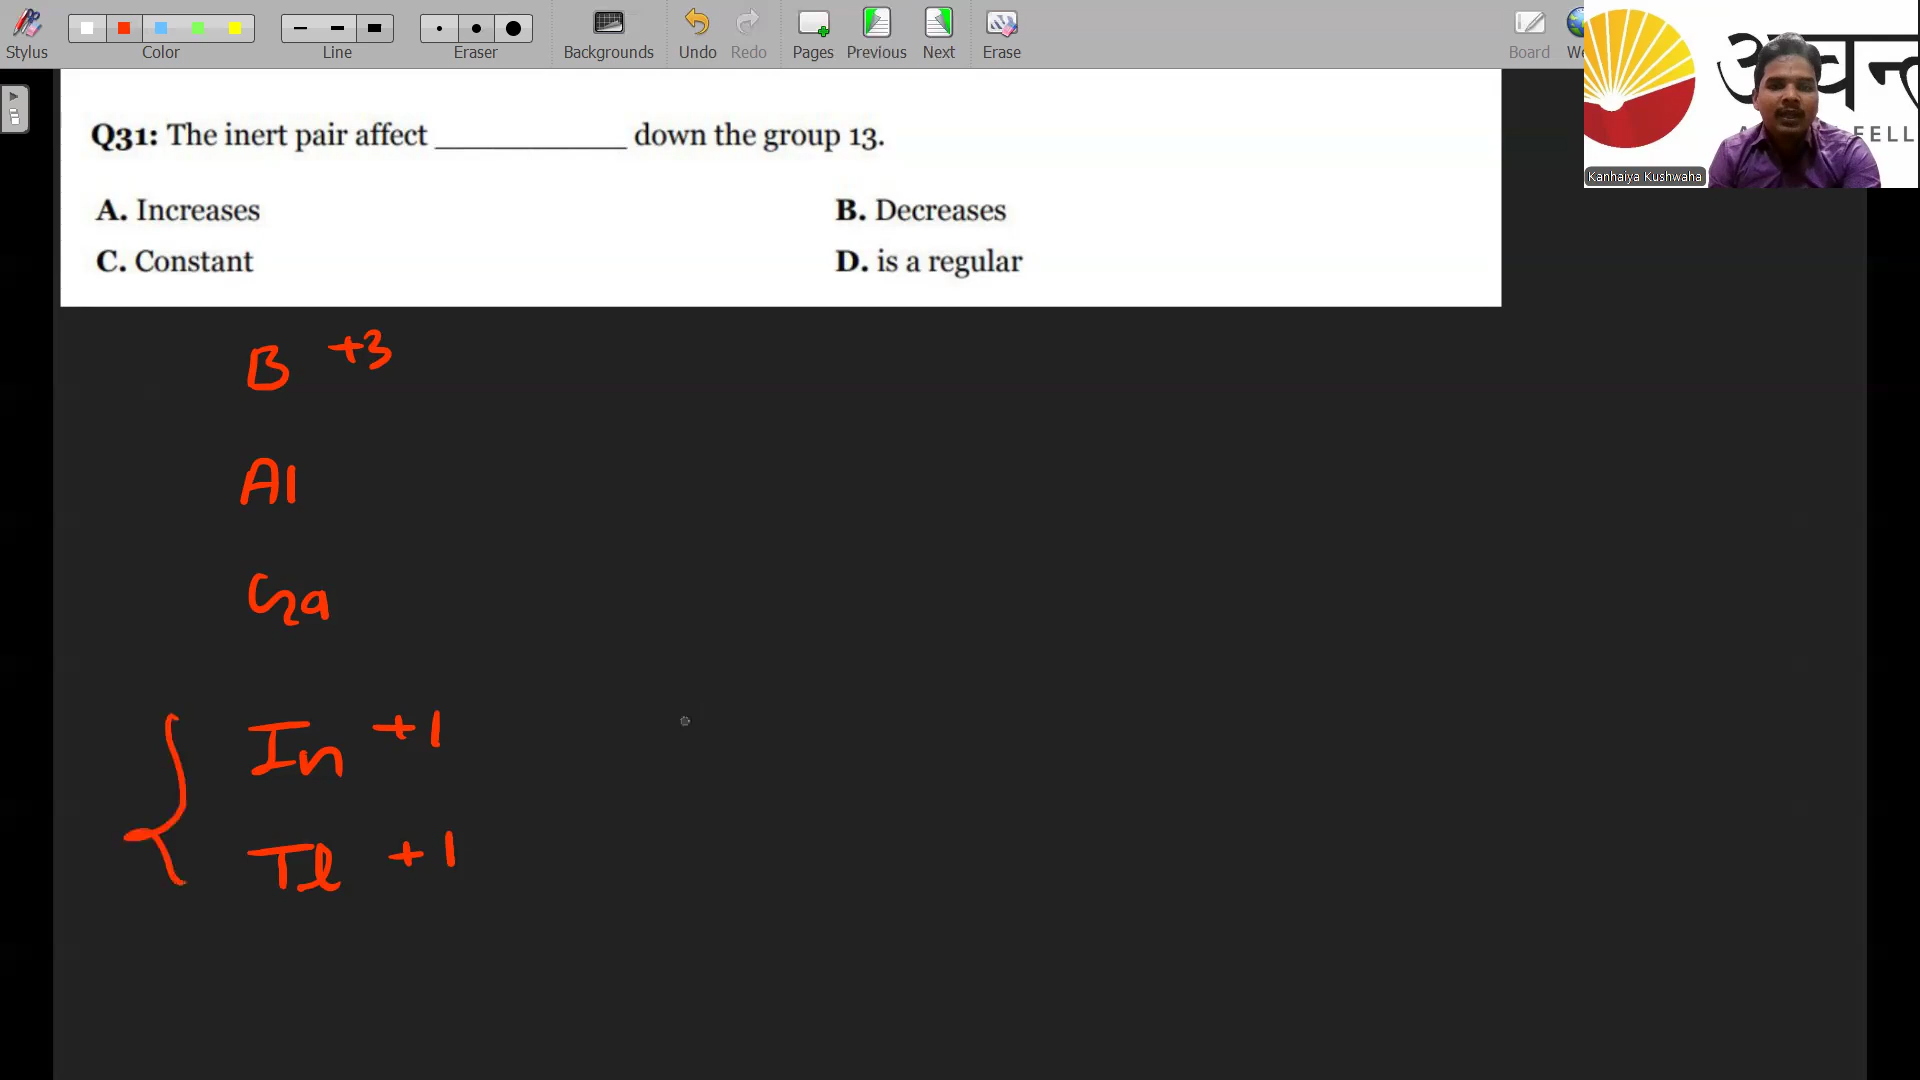 Stylus Color Line Eraser Backgrounds Undo Redo Pages Previous Next Erase Board
Kanhaiya Kushwaha
Q31: The inert pair affect ____________ down the group 13.
A. Increases B. Decreases
C. Constant D. is a regular
B +3
Al
Ga
In +1
Tl +1